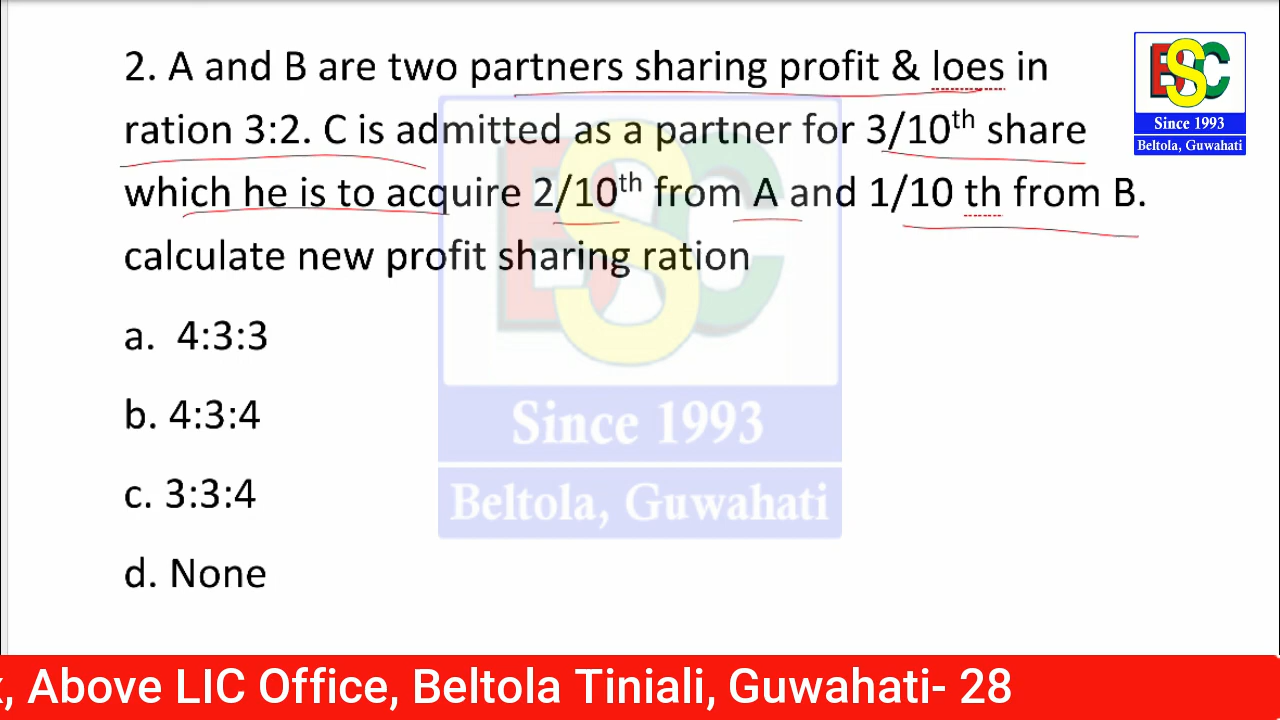 2. A and B are two partners sharing profit & loes in
ration 3:2. C is admitted as a partner for 3/10th share
which he is to acquire 2/10th from A and 1/10 th from B.
calculate new profit sharing ration
a. 4:3:3
b. 4:3:4
c. 3:3:4
d. None
ESC
Since 1993
Beltola, Guwahati
ESC
Since 1993
Beltola, Guwahati
, Above LIC Office, Beltola Tiniali, Guwahati- 28